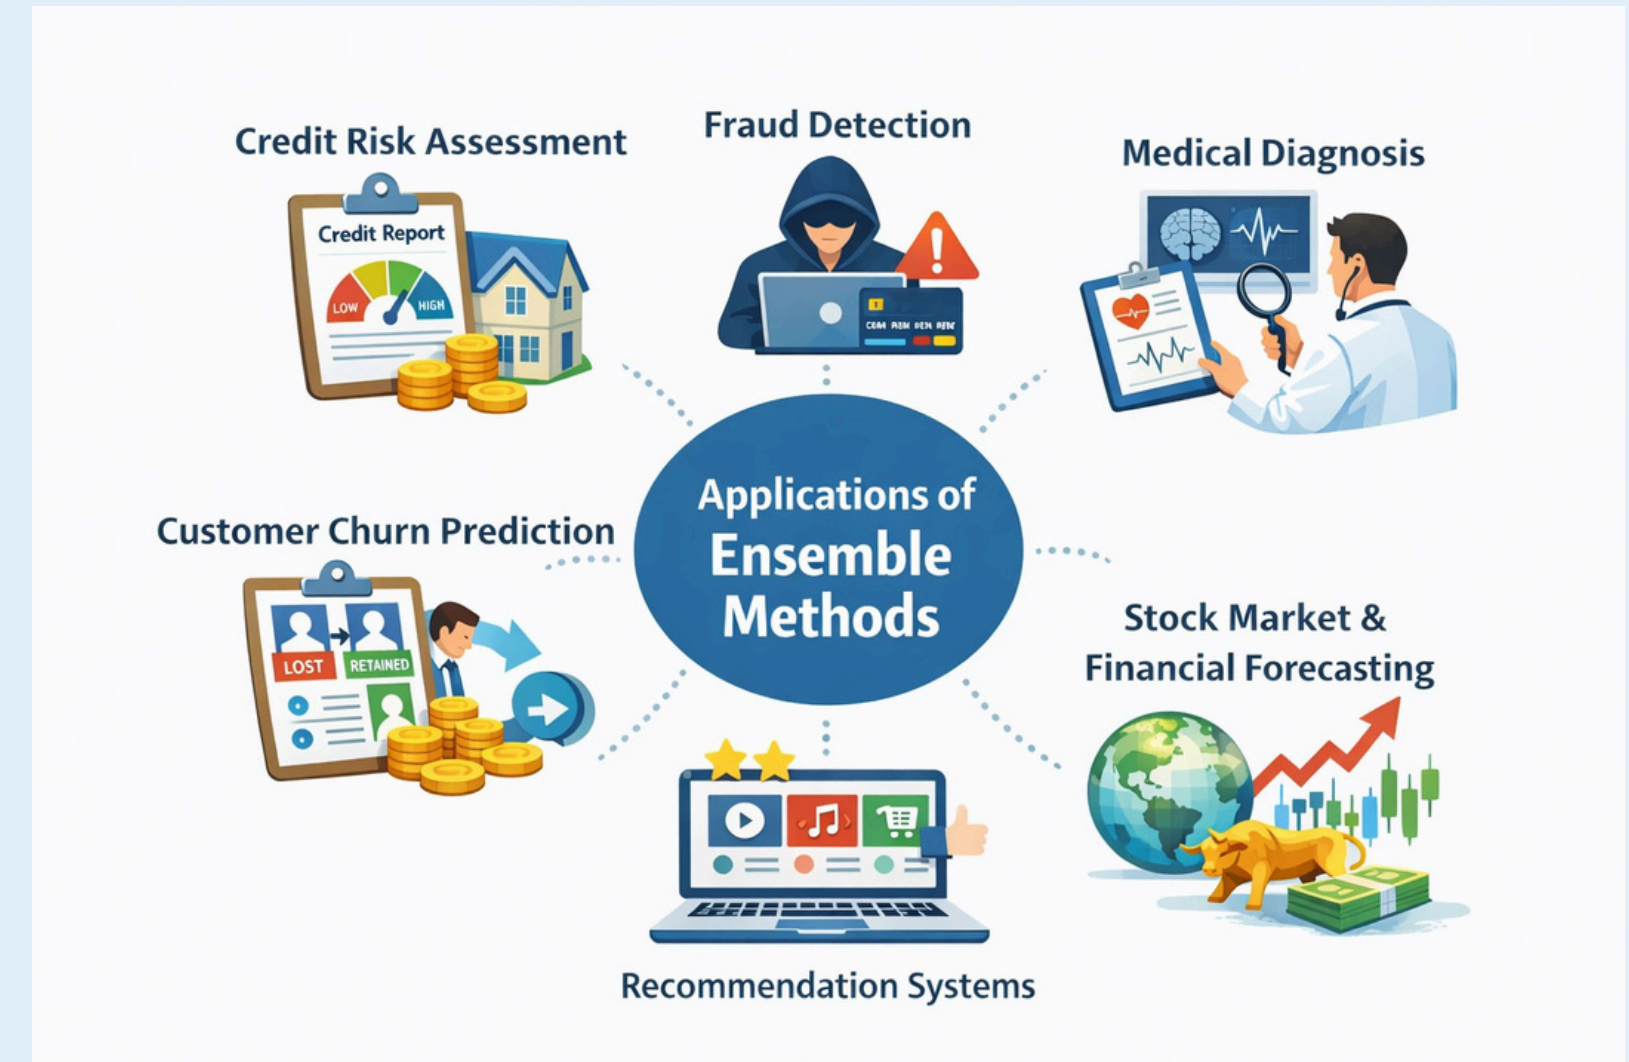 Credit Risk Assessment
Credit Report
LOW
HIGH
Fraud Detection
Medical Diagnosis
Applications of
Ensemble
Methods
Customer Churn Prediction
LOST
RETAINED
Stock Market &
Financial Forecasting
Recommendation Systems